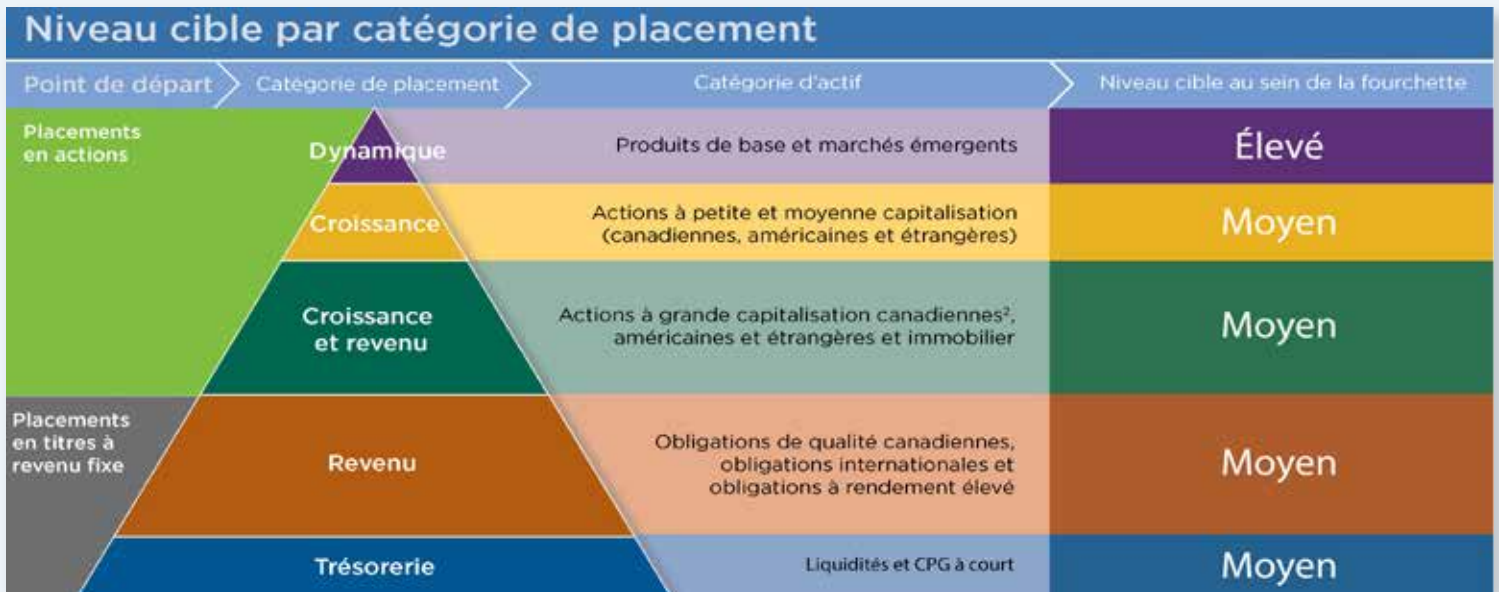 Niveau cible par catégorie de placement
Point de départ
Catégorie de placement
Catégorie d'actif
Niveau cible au sein de la fourchette
Placements
en actions
Dynamique
Produits de base et marchés émergents
Élevé
Croissance
Actions à petite et moyenne capitalisation
(canadiennes, américaines et étrangères)
Moyen
Croissance
et revenu
Actions à grande capitalisation canadiennes²,
américaines et étrangères et immobilier
Moyen
Placements
en titres à
revenu fixe
Revenu
Obligations de qualité canadiennes,
obligations internationales et
obligations à rendement élevé
Moyen
Trésorerie
Liquidités et CPG à court
Moyen